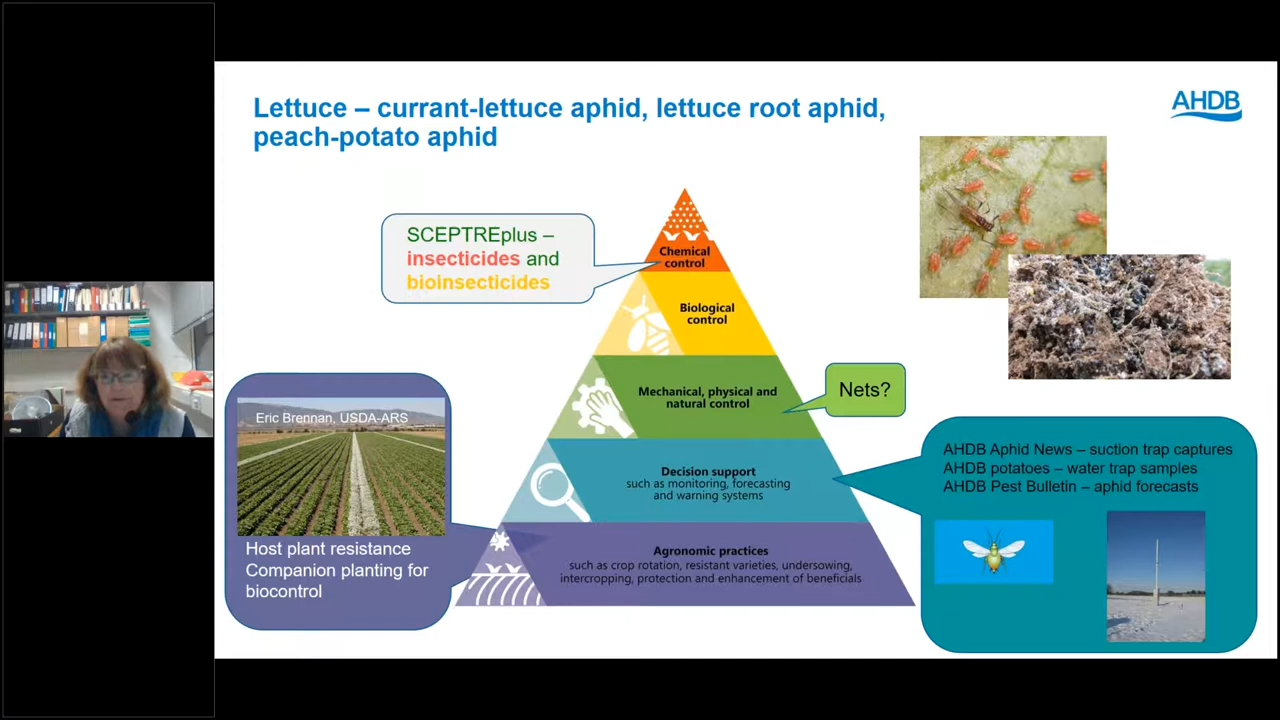 Lettuce – currant-lettuce aphid, lettuce root aphid,
peach-potato aphid
AHDB
SCEPTREplus –
insecticides and
bioinsecticides
Chemical
control
Biological
control
Mechanical, physical and
natural control
Nets?
Decision support
such as monitoring, forecasting
and warning systems
AHDB Aphid News – suction trap captures
AHDB potatoes – water trap samples
AHDB Pest Bulletin – aphid forecasts
Eric Brennan, USDA-ARS
Host plant resistance
Companion planting for
biocontrol
Agronomic practices
such as crop rotation, resistant varieties, undersowing,
intercropping, protection and enhancement of beneficials